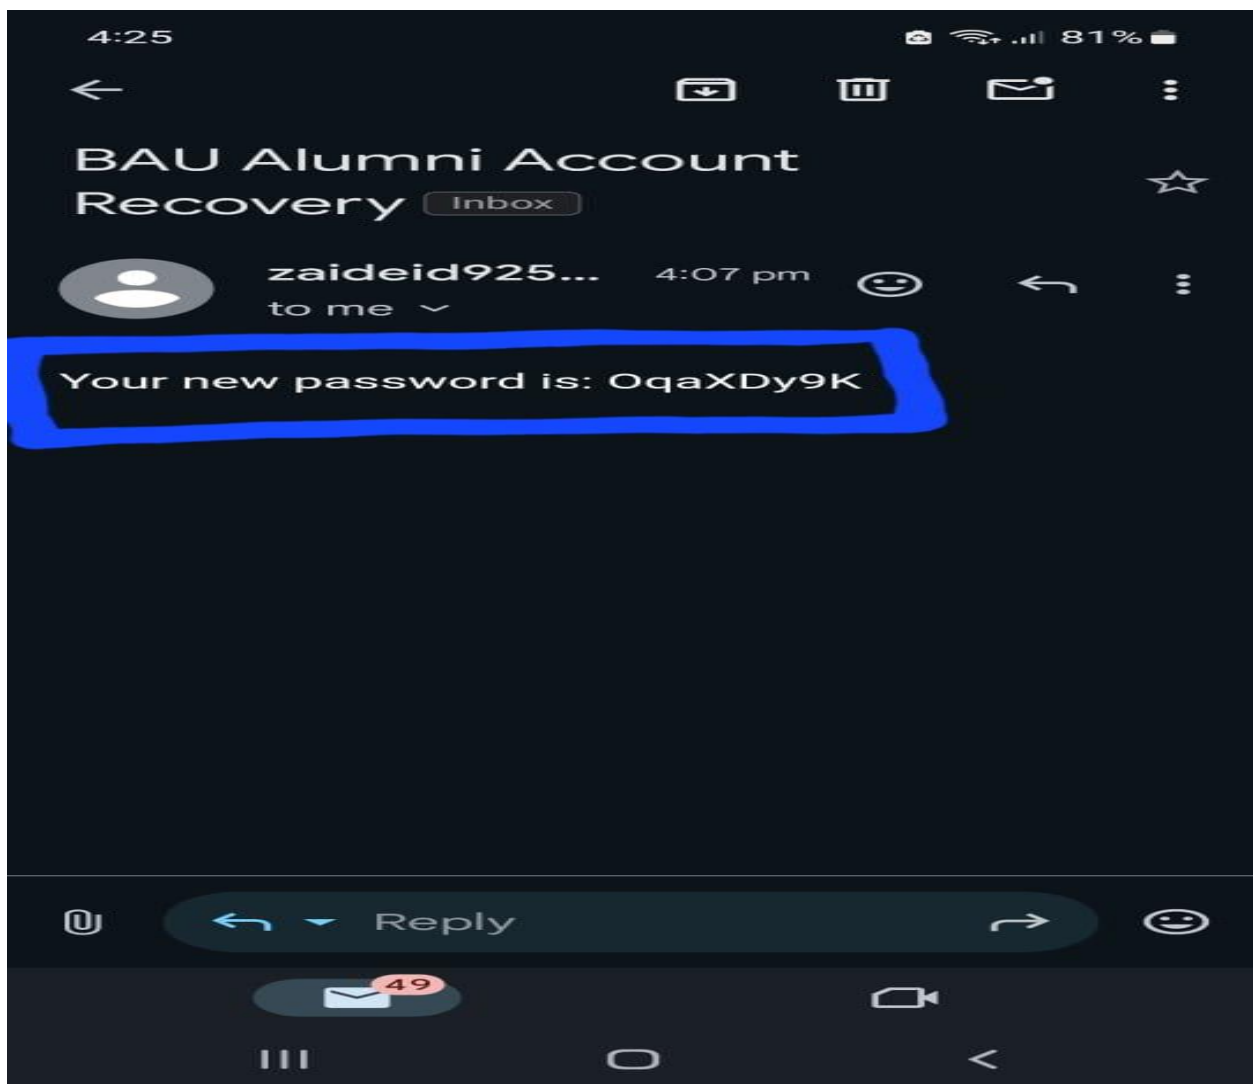 4:25 81%
BAU Alumni Account
Recovery Inbox
zaideid925... 4:07 pm
to me
Your new password is: OqaXDy9K
Reply
49